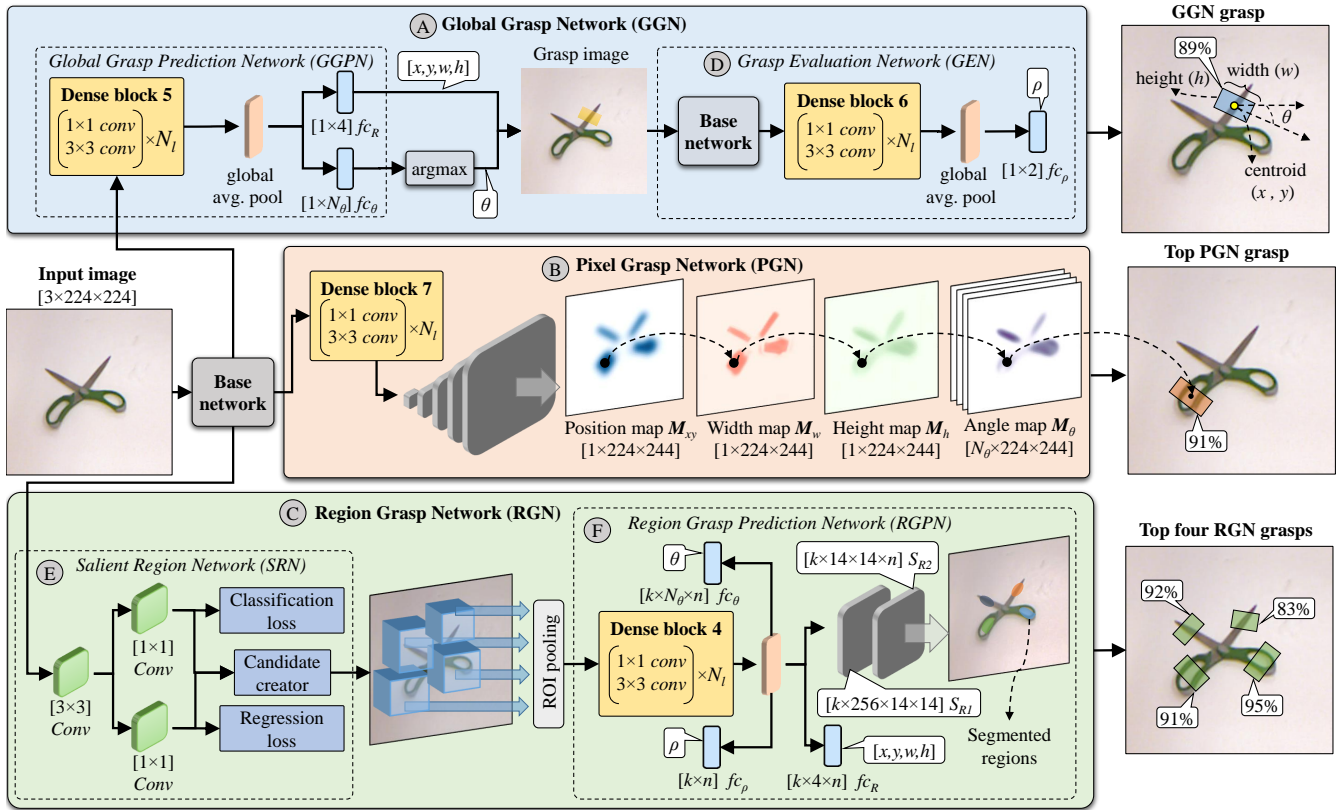 A Global Grasp Network (GGN)
Global Grasp Prediction Network (GGPN)
Dense block 5
1×1 conv
3×3 conv
×N_l
global
avg. pool
[1×4] fc_R
[1×N_θ] fc_θ
[x,y,w,h]
argmax
θ
Grasp image
D Grasp Evaluation Network (GEN)
Base
network
Dense block 6
1×1 conv
3×3 conv
×N_l
global
avg. pool
ρ
[1×2] fc_ρ
GGN grasp
89%
width (w)
height (h)
θ
centroid
(x , y)
Input image
[3×224×224]
Base
network
B Pixel Grasp Network (PGN)
Dense block 7
1×1 conv
3×3 conv
×N_l
Position map M_xy
[1×224×244]
Width map M_w
[1×224×244]
Height map M_h
[1×224×244]
Angle map M_θ
[N_θ×224×244]
Top PGN grasp
91%
C Region Grasp Network (RGN)
E Salient Region Network (SRN)
[3×3]
Conv
[1×1]
Conv
[1×1]
Conv
Classification
loss
Candidate
creator
Regression
loss
ROI pooling
F Region Grasp Prediction Network (RGPN)
θ
[k×N_θ×n] fc_θ
Dense block 4
1×1 conv
3×3 conv
×N_l
ρ
[k×n] fc_ρ
[k×14×14×n] S_R2
[k×256×14×14] S_R1
[x,y,w,h]
[k×4×n] fc_R
Segmented
regions
Top four RGN grasps
92%
83%
91%
95%